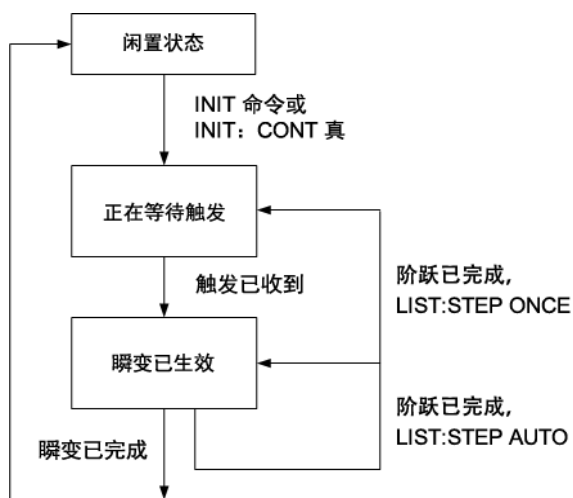 闲置状态
INIT 命令或
INIT：CONT 真
正在等待触发
触发已收到
阶跃已完成,
LIST:STEP ONCE
瞬变已生效
阶跃已完成,
LIST:STEP AUTO
瞬变已完成